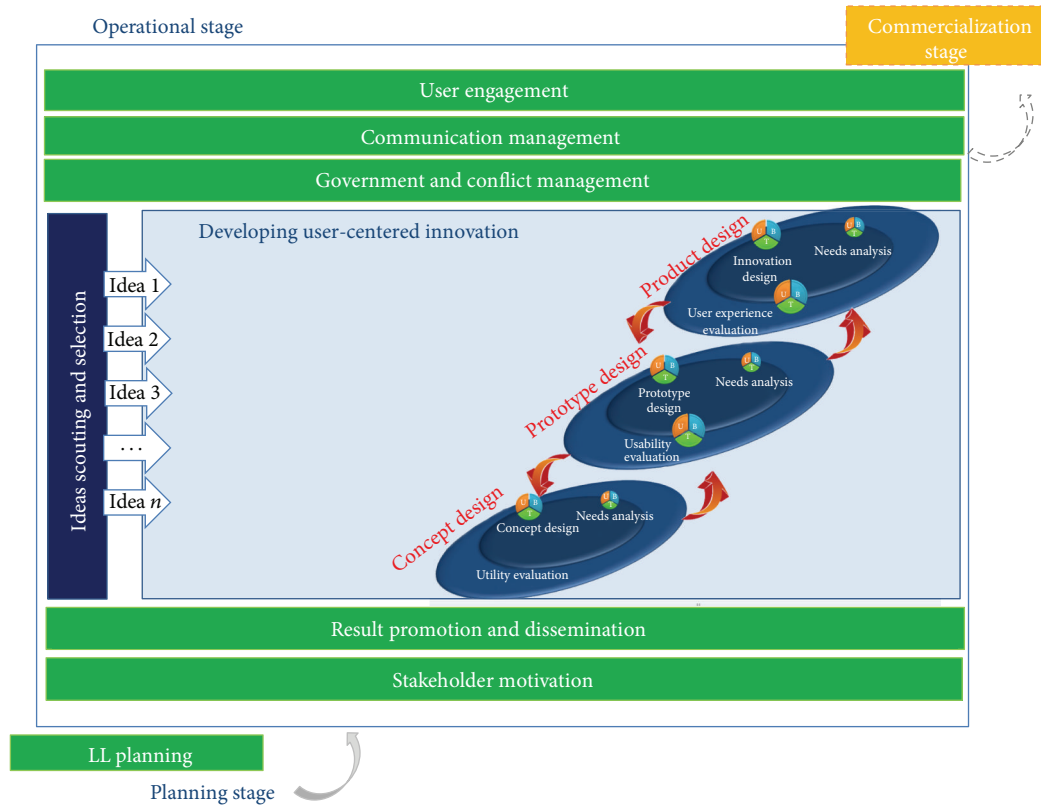 Operational stage
Commercialization
stage
User engagement
Communication management
Government and conflict management
Ideas scouting and selection
Idea 1
Idea 2
Idea 3
...
Idea n
Developing user-centered innovation
Product design
U B
T
Innovation
design
U B
T
Needs analysis
U B
T
User experience
evaluation
Prototype design
U B
T
Prototype
design
U B
T
Needs analysis
U B
T
Usability
evaluation
Concept design
U B
T
Concept design
U B
T
Needs analysis
Utility evaluation
Result promotion and dissemination
Stakeholder motivation
LL planning
Planning stage